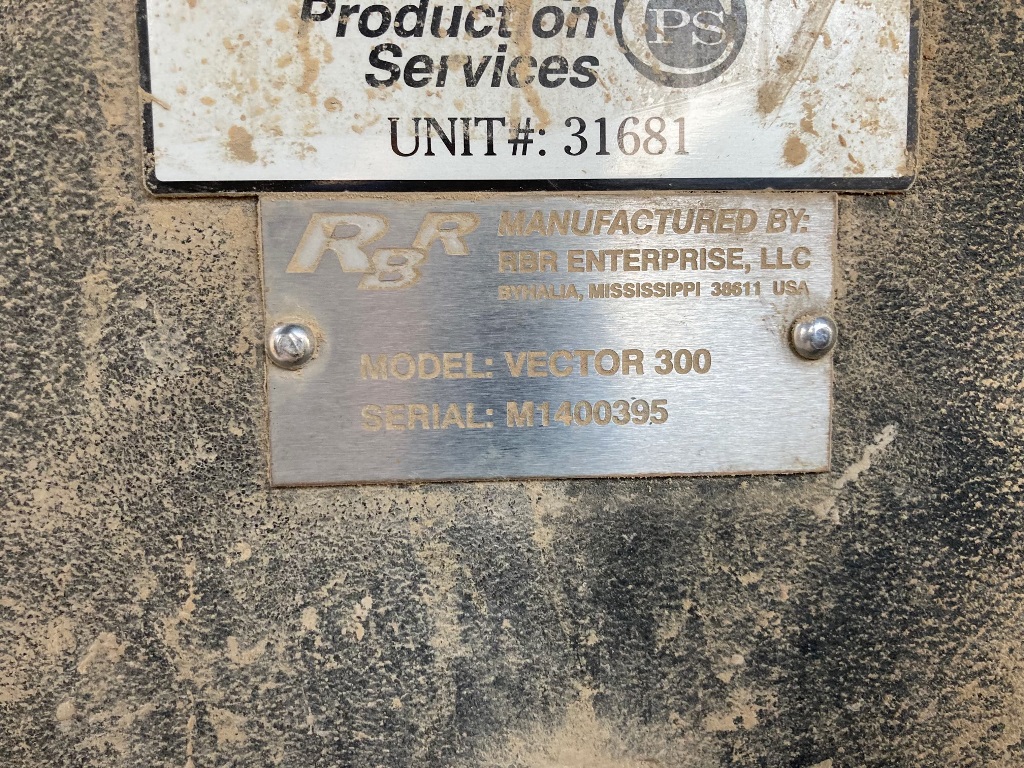 Production
Services
PS
UNIT#: 31681
RBR
MANUFACTURED BY:
RBR ENTERPRISE, LLC
BYHALIA, MISSISSIPPI 38611 USA
MODEL: VECTOR 300
SERIAL: M1400395